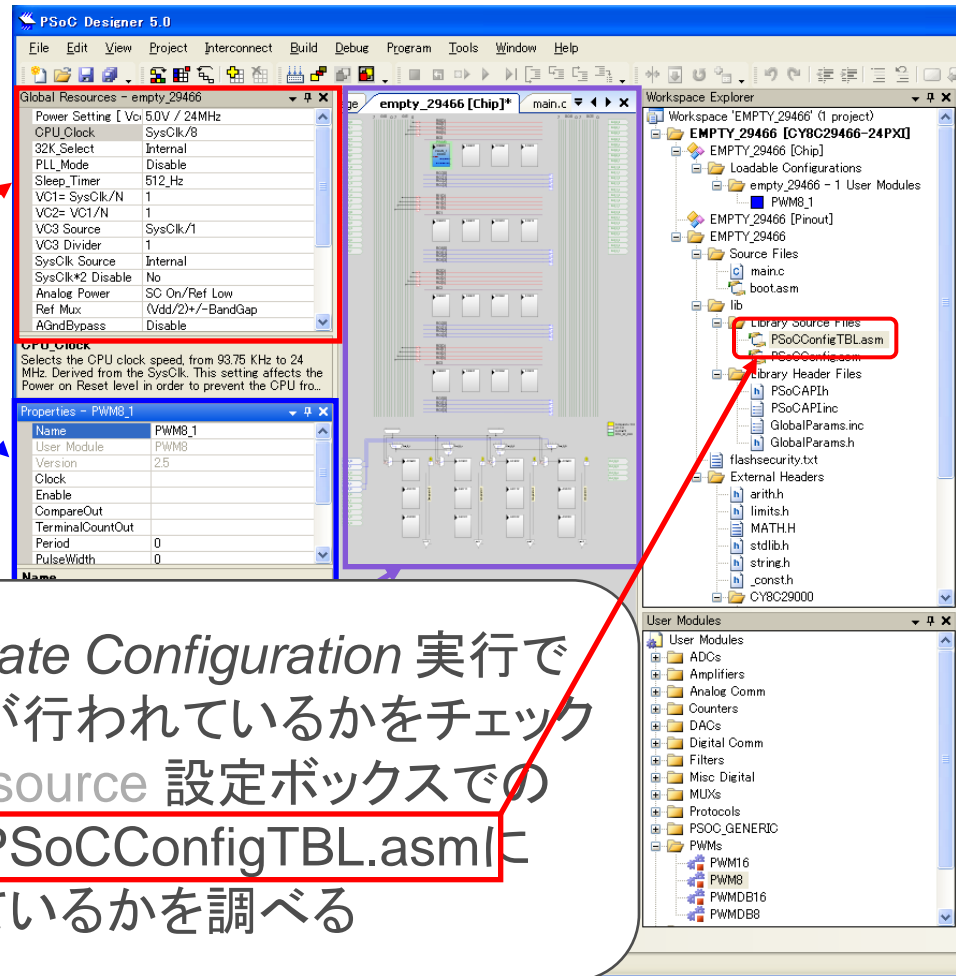 PSoC Designer 5.0
File Edit View Project Interconnect Build Debug Program Tools Window Help
Global Resources - empty_29466
Power Setting [ Vc 5.0V / 24MHz
CPU_Clock SysClk/8
32K_Select Internal
PLL_Mode Disable
Sleep_Timer 512_Hz
VC1= SysClk/N 1
VC2= VC1/N 1
VC3 Source SysClk/1
VC3 Divider 1
SysClk Source Internal
SysClk*2 Disable No
Analog Power SC On/Ref Low
Ref Mux (Vdd/2)+/-BandGap
AGndBypass Disable
CPU_Clock
Selects the CPU clock speed, from 93.75 KHz to 24
MHz. Derived from the SysClk. This setting affects the
Power on Reset level in order to prevent the CPU fro...
Properties - PWM8_1
Name PWM8_1
User Module PWM8
Version 2.5
Clock
Enable
CompareOut
TerminalCountOut
Period 0
PulseWidth 0
Name
ge empty_29466 [Chip]* main.c
Workspace Explorer
Workspace 'EMPTY_29466' (1 project)
EMPTY_29466 [CY8C29466-24PXI]
EMPTY_29466 [Chip]
Loadable Configurations
empty_29466 - 1 User Modules
PWM8_1
EMPTY_29466 [Pinout]
EMPTY_29466
Source Files
main.c
boot.asm
lib
Library Source Files
PSoCConfigTBL.asm
PSoCConfig.asm
Library Header Files
PSoCAPI.h
PSoCAPI.inc
GlobalParams.inc
GlobalParams.h
flashsecurity.txt
External Headers
arith.h
limits.h
MATH.H
stdlib.h
string.h
_const.h
CY8C29000
User Modules
User Modules
ADCs
Amplifiers
Analog Comm
Counters
DACs
Digital Comm
Filters
Misc Digital
MUXs
Protocols
PSOC_GENERIC
PWMs
PWM16
PWM8
PWMDB16
PWMDB8
ate Configuration 実行で
が行われているかをチェック
source 設定ボックスでの
PSoCConfigTBL.asmに
ているかを調べる